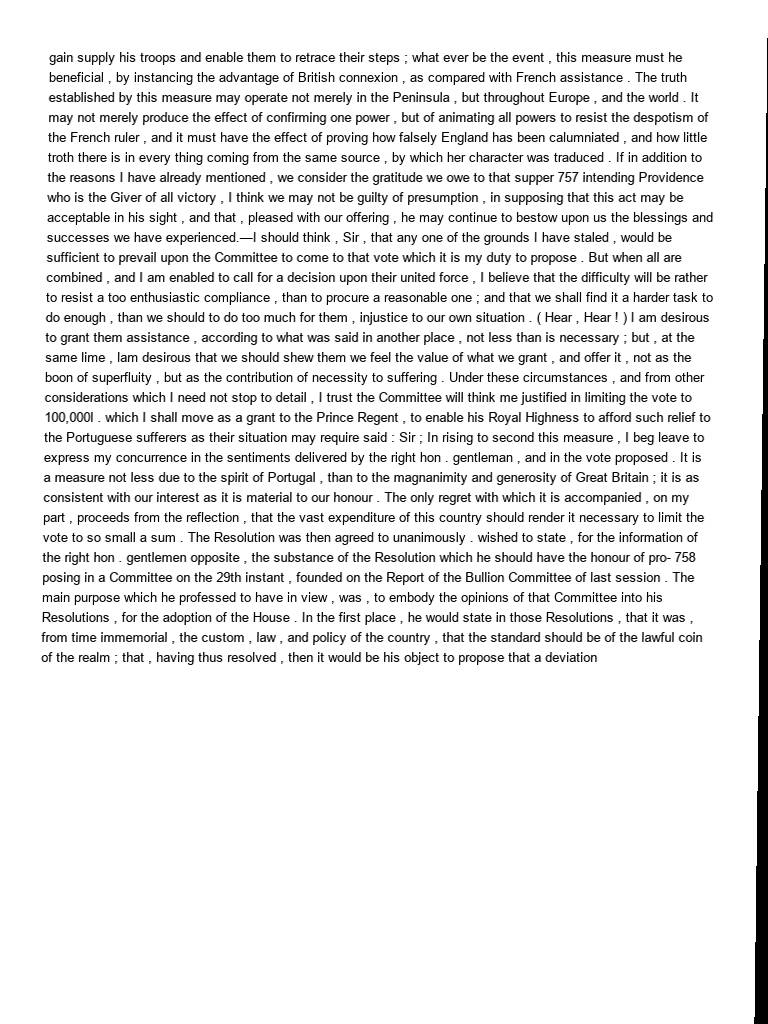 gain supply his troops and enable them to retrace their steps ; what ever be the event , this measure must he
beneficial , by instancing the advantage of British connexion , as compared with French assistance . The truth
established by this measure may operate not merely in the Peninsula , but throughout Europe , and the world . It
may not merely produce the effect of confirming one power , but of animating all powers to resist the despotism of
the French ruler , and it must have the effect of proving how falsely England has been calumniated , and how little
troth there is in every thing coming from the same source , by which her character was traduced . If in addition to
the reasons I have already mentioned , we consider the gratitude we owe to that supper 757 intending Providence
who is the Giver of all victory , I think we may not be guilty of presumption , in supposing that this act may be
acceptable in his sight , and that , pleased with our offering , he may continue to bestow upon us the blessings and
successes we have experienced.—I should think , Sir , that any one of the grounds I have staled , would be
sufficient to prevail upon the Committee to come to that vote which it is my duty to propose . But when all are
combined , and I am enabled to call for a decision upon their united force , I believe that the difficulty will be rather
to resist a too enthusiastic compliance , than to procure a reasonable one ; and that we shall find it a harder task to
do enough , than we should to do too much for them , injustice to our own situation . ( Hear , Hear ! ) I am desirous
to grant them assistance , according to what was said in another place , not less than is necessary ; but , at the
same lime , lam desirous that we should shew them we feel the value of what we grant , and offer it , not as the
boon of superfluity , but as the contribution of necessity to suffering . Under these circumstances , and from other
considerations which I need not stop to detail , I trust the Committee will think me justified in limiting the vote to
100,000l . which I shall move as a grant to the Prince Regent , to enable his Royal Highness to afford such relief to
the Portuguese sufferers as their situation may require said : Sir ; In rising to second this measure , I beg leave to
express my concurrence in the sentiments delivered by the right hon . gentleman , and in the vote proposed . It is
a measure not less due to the spirit of Portugal , than to the magnanimity and generosity of Great Britain ; it is as
consistent with our interest as it is material to our honour . The only regret with which it is accompanied , on my
part , proceeds from the reflection , that the vast expenditure of this country should render it necessary to limit the
vote to so small a sum . The Resolution was then agreed to unanimously . wished to state , for the information of
the right hon . gentlemen opposite , the substance of the Resolution which he should have the honour of pro- 758
posing in a Committee on the 29th instant , founded on the Report of the Bullion Committee of last session . The
main purpose which he professed to have in view , was , to embody the opinions of that Committee into his
Resolutions , for the adoption of the House . In the first place , he would state in those Resolutions , that it was ,
from time immemorial , the custom , law , and policy of the country , that the standard should be of the lawful coin
of the realm ; that , having thus resolved , then it would be his object to propose that a deviation